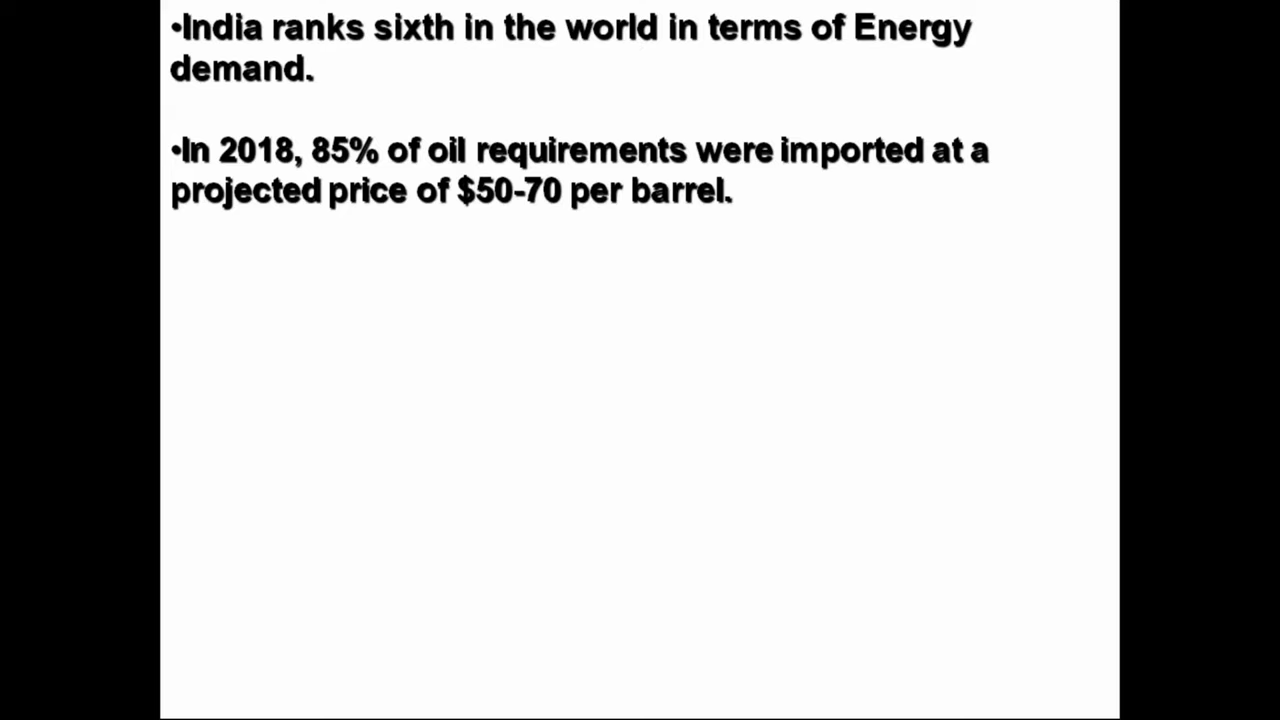 •India ranks sixth in the world in terms of Energy
demand.
•In 2018, 85% of oil requirements were imported at a
projected price of $50-70 per barrel.